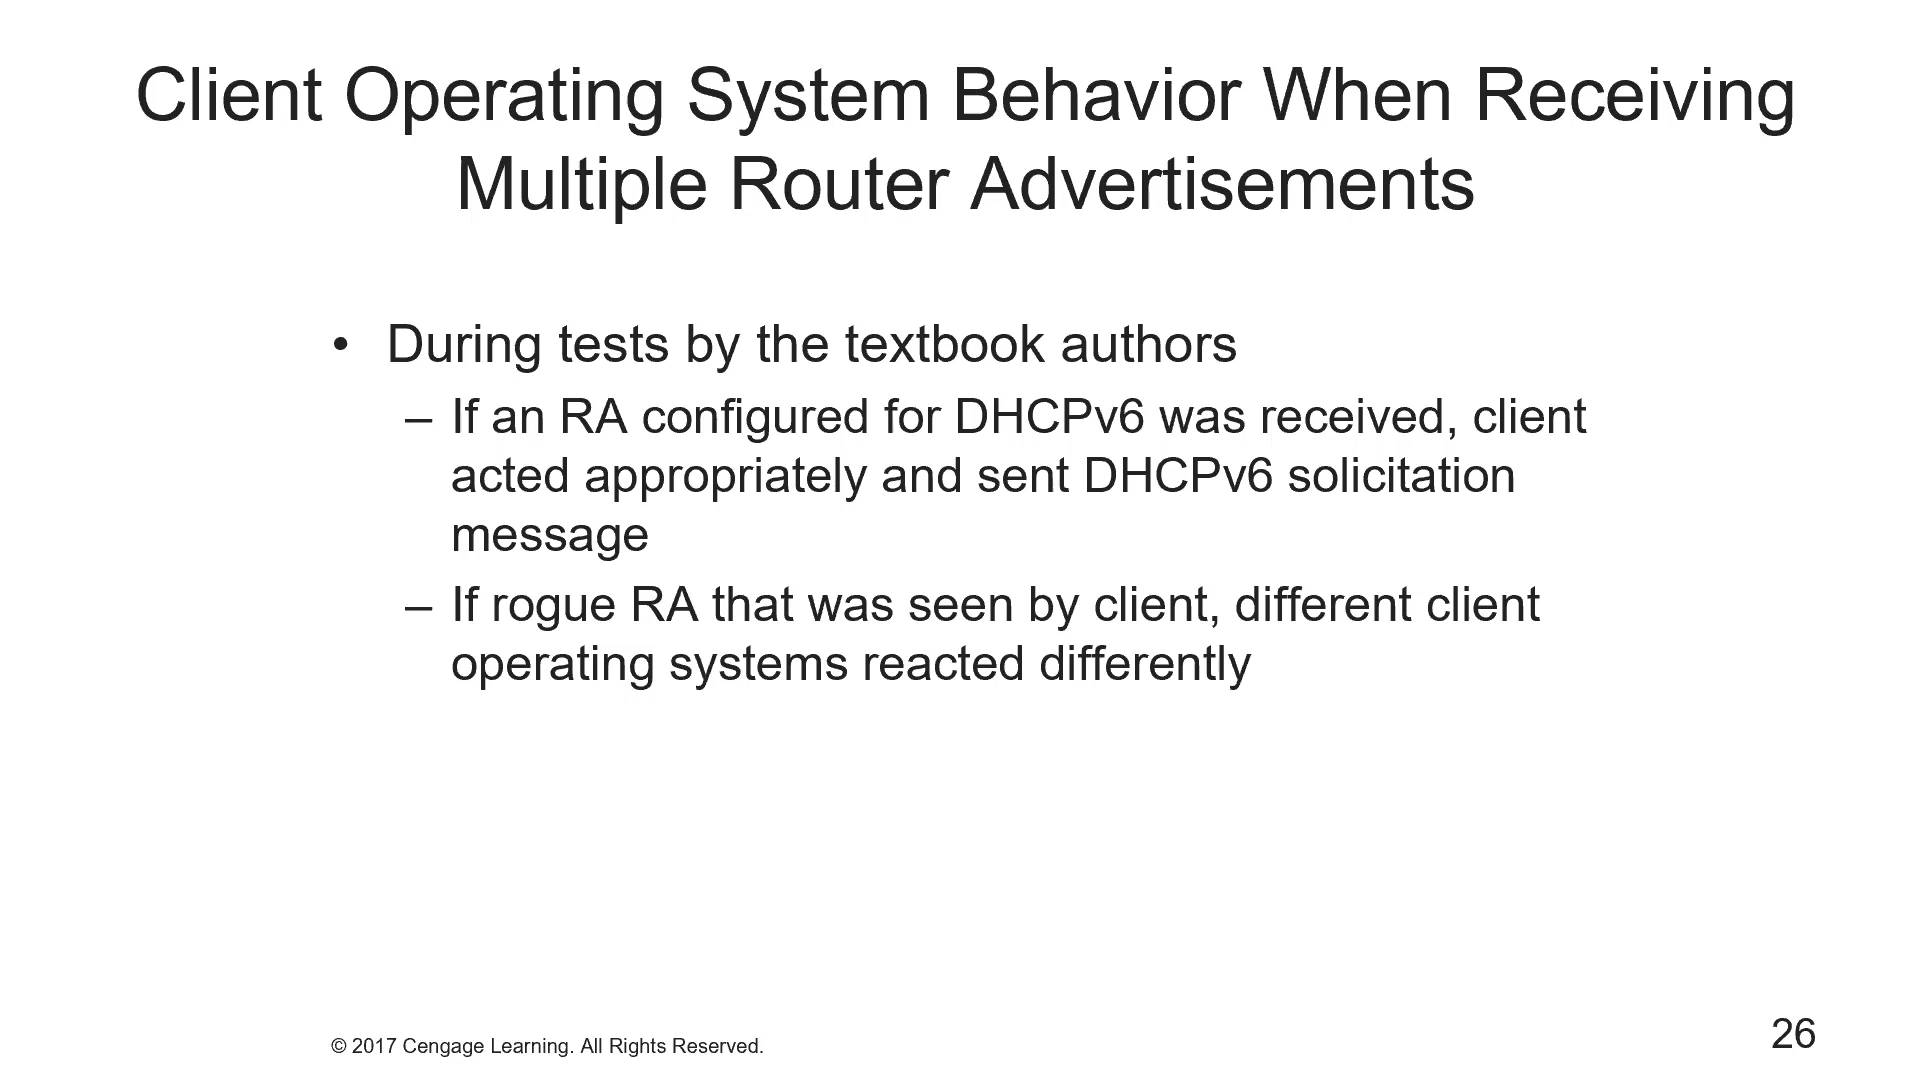 Client Operating System Behavior When Receiving
Multiple Router Advertisements
• During tests by the textbook authors
– If an RA configured for DHCPv6 was received, client
acted appropriately and sent DHCPv6 solicitation
message
– If rogue RA that was seen by client, different client
operating systems reacted differently
© 2017 Cengage Learning. All Rights Reserved.
26